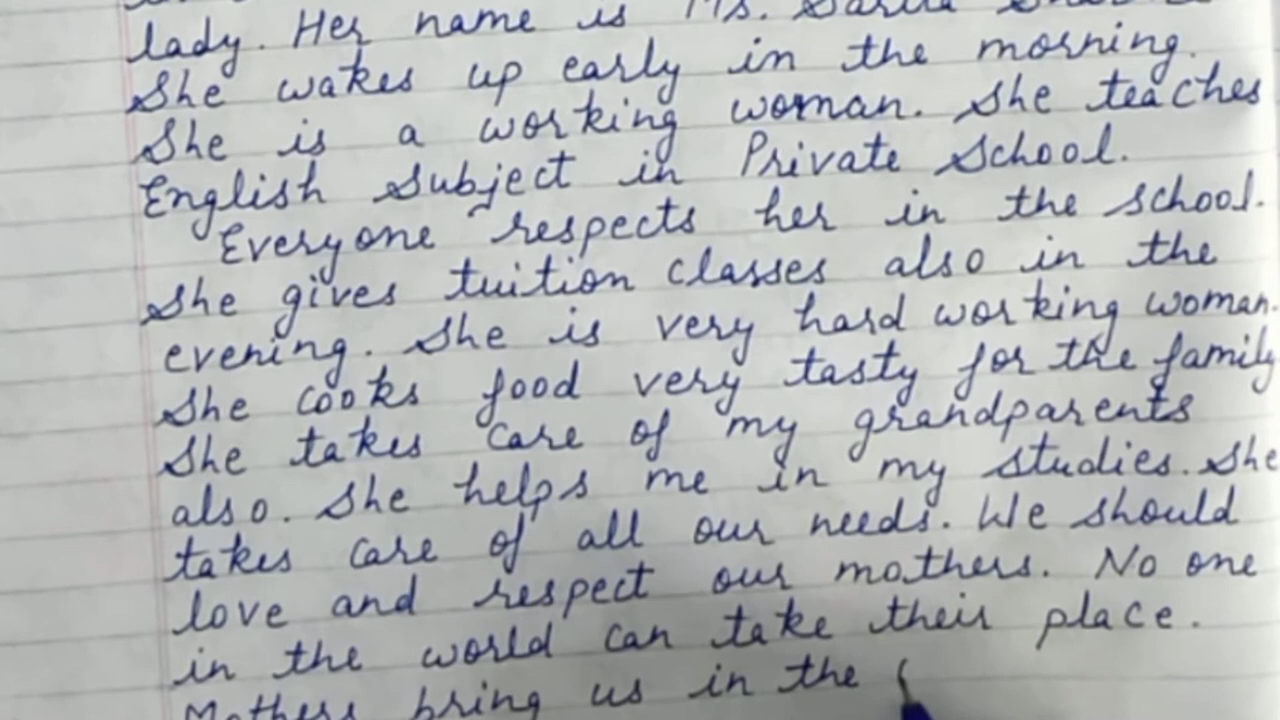 lady. Her name is Ms.
She wakes up early in the morning.
She is a working woman. She teaches
English Subject in Private School.
Everyone respects her in the school.
She gives tuition classes also in the
evening. She is very hard working woman.
She cooks food very tasty for the family
She takes care of my grandparents
also. She helps me in my studies. She
takes care of all our needs. We should
love and respect our mothers. No one
in the world can take their place.
Mothers bring us in the